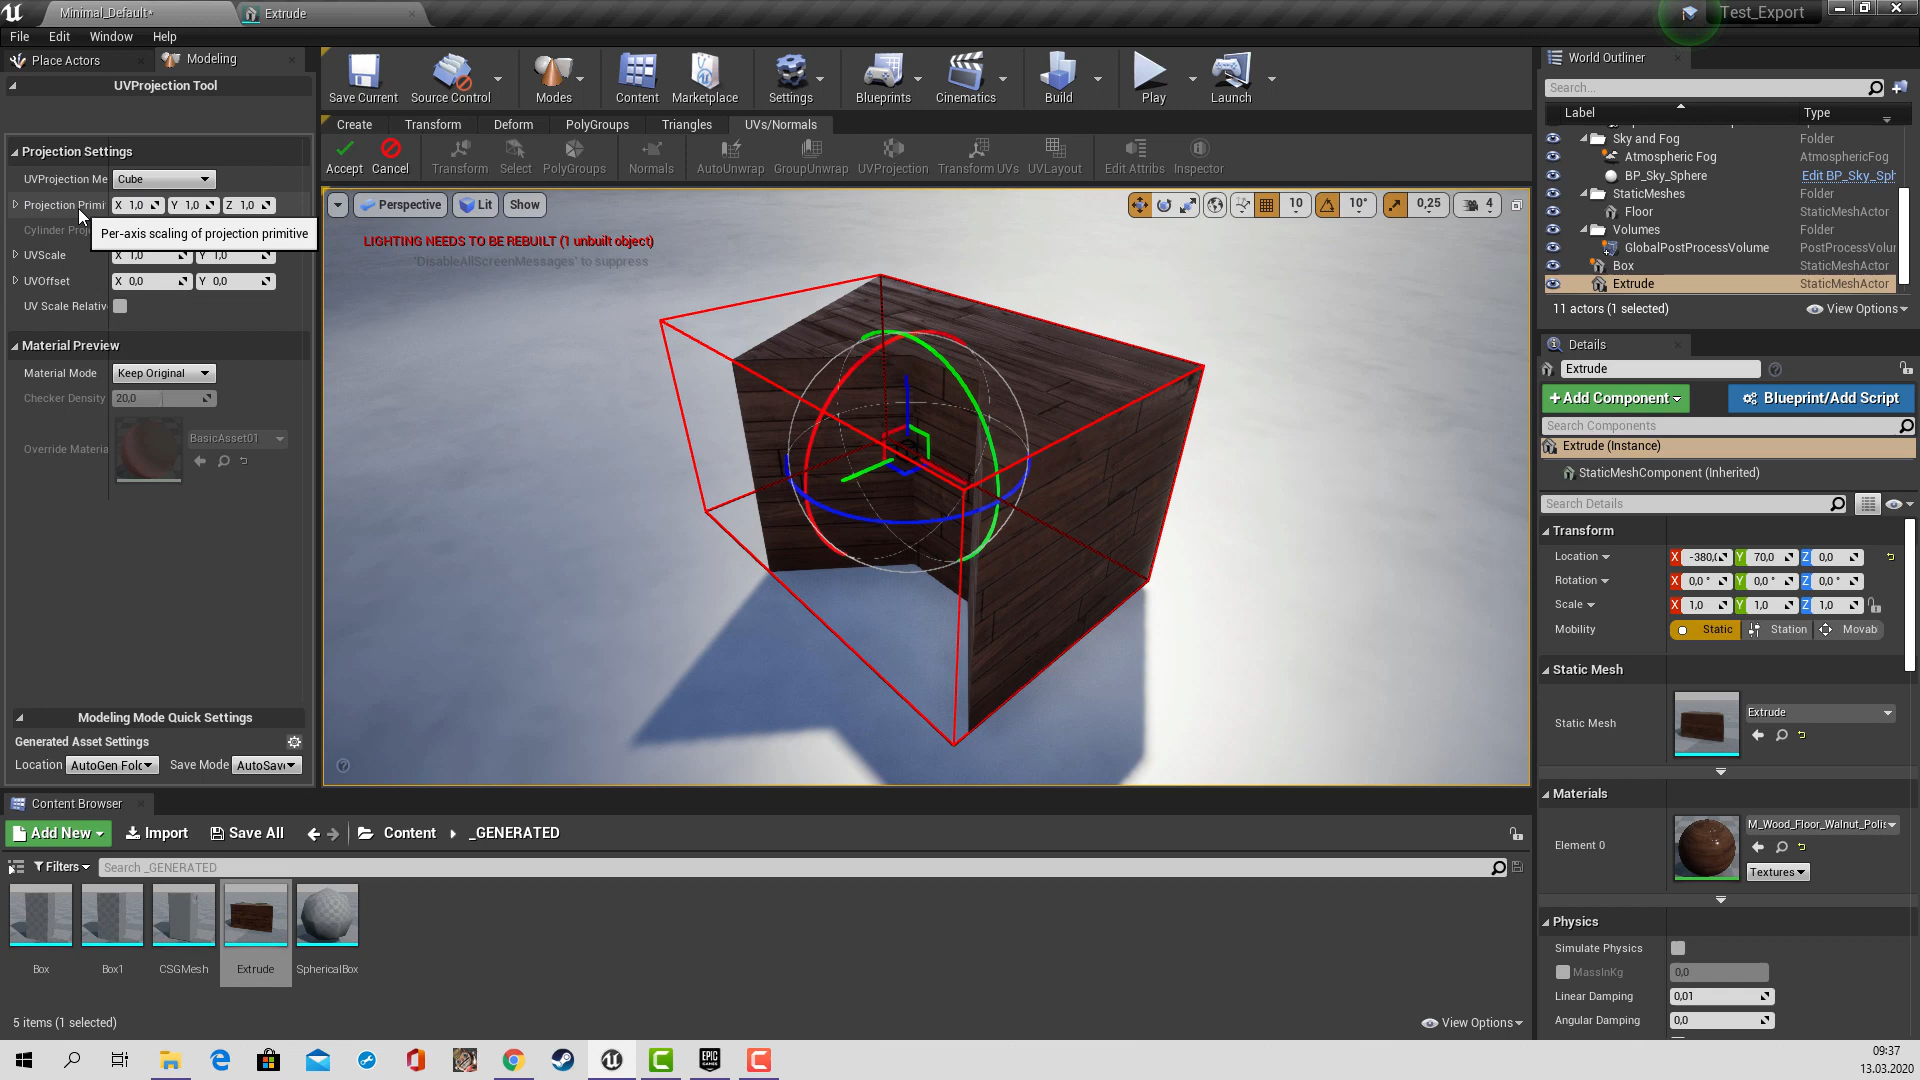 Minimal_Default*
Extrude
Test_Export
File Edit Window Help
Place Actors
Modeling
UVProjection Tool
Projection Settings
UVProjection Me Cube
Projection Primi X 1,0 Y 1,0 Z 1,0
Per-axis scaling of projection primitive
Cylinder Proj
UVScale X 1,0 Y 1,0
UVOffset X 0,0 Y 0,0
UV Scale Relativ
Material Preview
Material Mode Keep Original
Checker Density 20,0
Override Materia BasicAsset01
Modeling Mode Quick Settings
Generated Asset Settings
Location AutoGen Folc Save Mode AutoSave
Save Current Source Control Modes Content Marketplace Settings Blueprints Cinematics Build Play Launch
Create Transform Deform PolyGroups Triangles UVs/Normals
Accept Cancel Transform Select PolyGroups Normals AutoUnwrap GroupUnwrap UVProjection Transform UVs UVLayout Edit Attribs Inspector
Perspective Lit Show 10 10° 0,25 4
LIGHTING NEEDS TO BE REBUILT (1 unbuilt object)
'DisableAllScreenMessages' to suppress
World Outliner
Search...
Label Type
Sky and Fog Folder
Atmospheric Fog AtmosphericFog
BP_Sky_Sphere Edit BP_Sky_Sph
StaticMeshes Folder
Floor StaticMeshActor
Volumes Folder
GlobalPostProcessVolume PostProcessVolur
Box StaticMeshActor
Extrude StaticMeshActor
11 actors (1 selected) View Options
Details
Extrude
+Add Component Blueprint/Add Script
Search Components
Extrude (Instance)
StaticMeshComponent (Inherited)
Search Details
Transform
Location X -380,0 Y 70,0 Z 0,0
Rotation X 0,0 ° Y 0,0 ° Z 0,0 °
Scale X 1,0 Y 1,0 Z 1,0
Mobility Static Station Movab
Static Mesh
Static Mesh Extrude
Materials
Element 0 M_Wood_Floor_Walnut_Polis
Textures
Physics
Simulate Physics
MassInKg 0,0
Linear Damping 0,01
Angular Damping 0,0
Content Browser
Add New Import Save All Content _GENERATED
Filters Search _GENERATED
Box Box1 CSGMesh Extrude SphericalBox
5 items (1 selected) View Options
EPIC
GAMES
09:37
13.03.2020